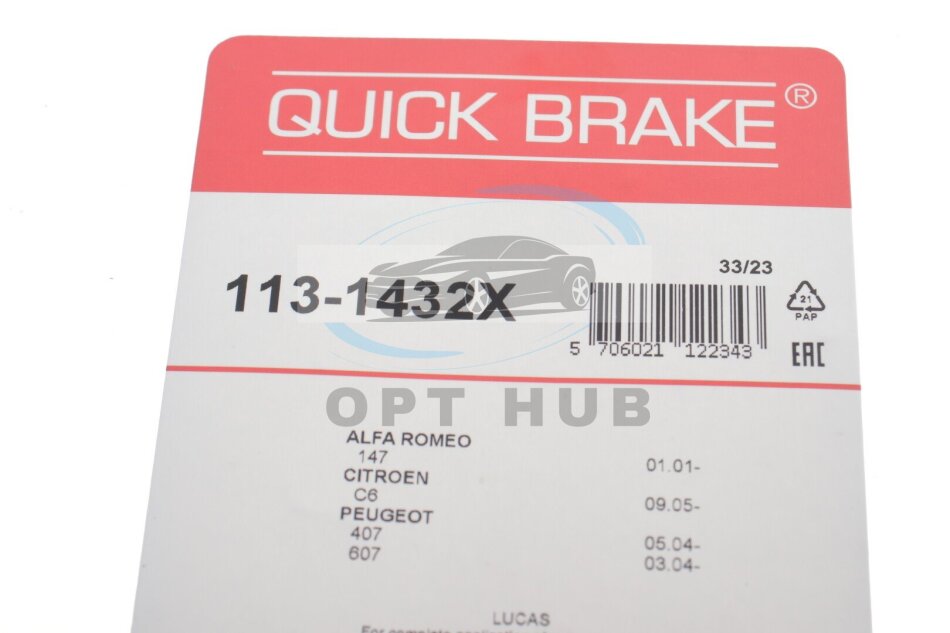 QUICK BRAKE®
33/23
113-1432X
21
PAP
5 706021 122343
EAC
OPT HUB
ALFA ROMEO
147 01.01-
CITROEN
C6 09.05-
PEUGEOT
407 05.04-
607 03.04-
LUCAS